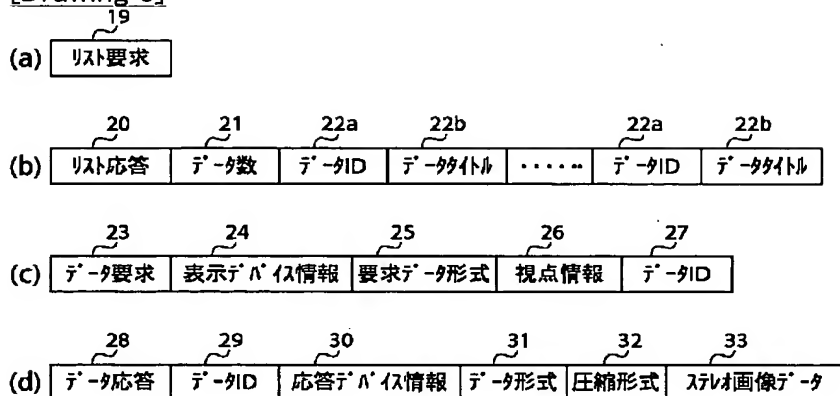 19
(a) リスト要求
20 21 22a 22b 22a 22b
(b) リスト応答 データ数 データID データタイトル ‥‥‥ データID データタイトル
23 24 25 26 27
(c) データ要求 表示デバイス情報 要求データ形式 視点情報 データID
28 29 30 31 32 33
(d) データ応答 データID 応答デバイス情報 データ形式 圧縮形式 ステレオ画像データ